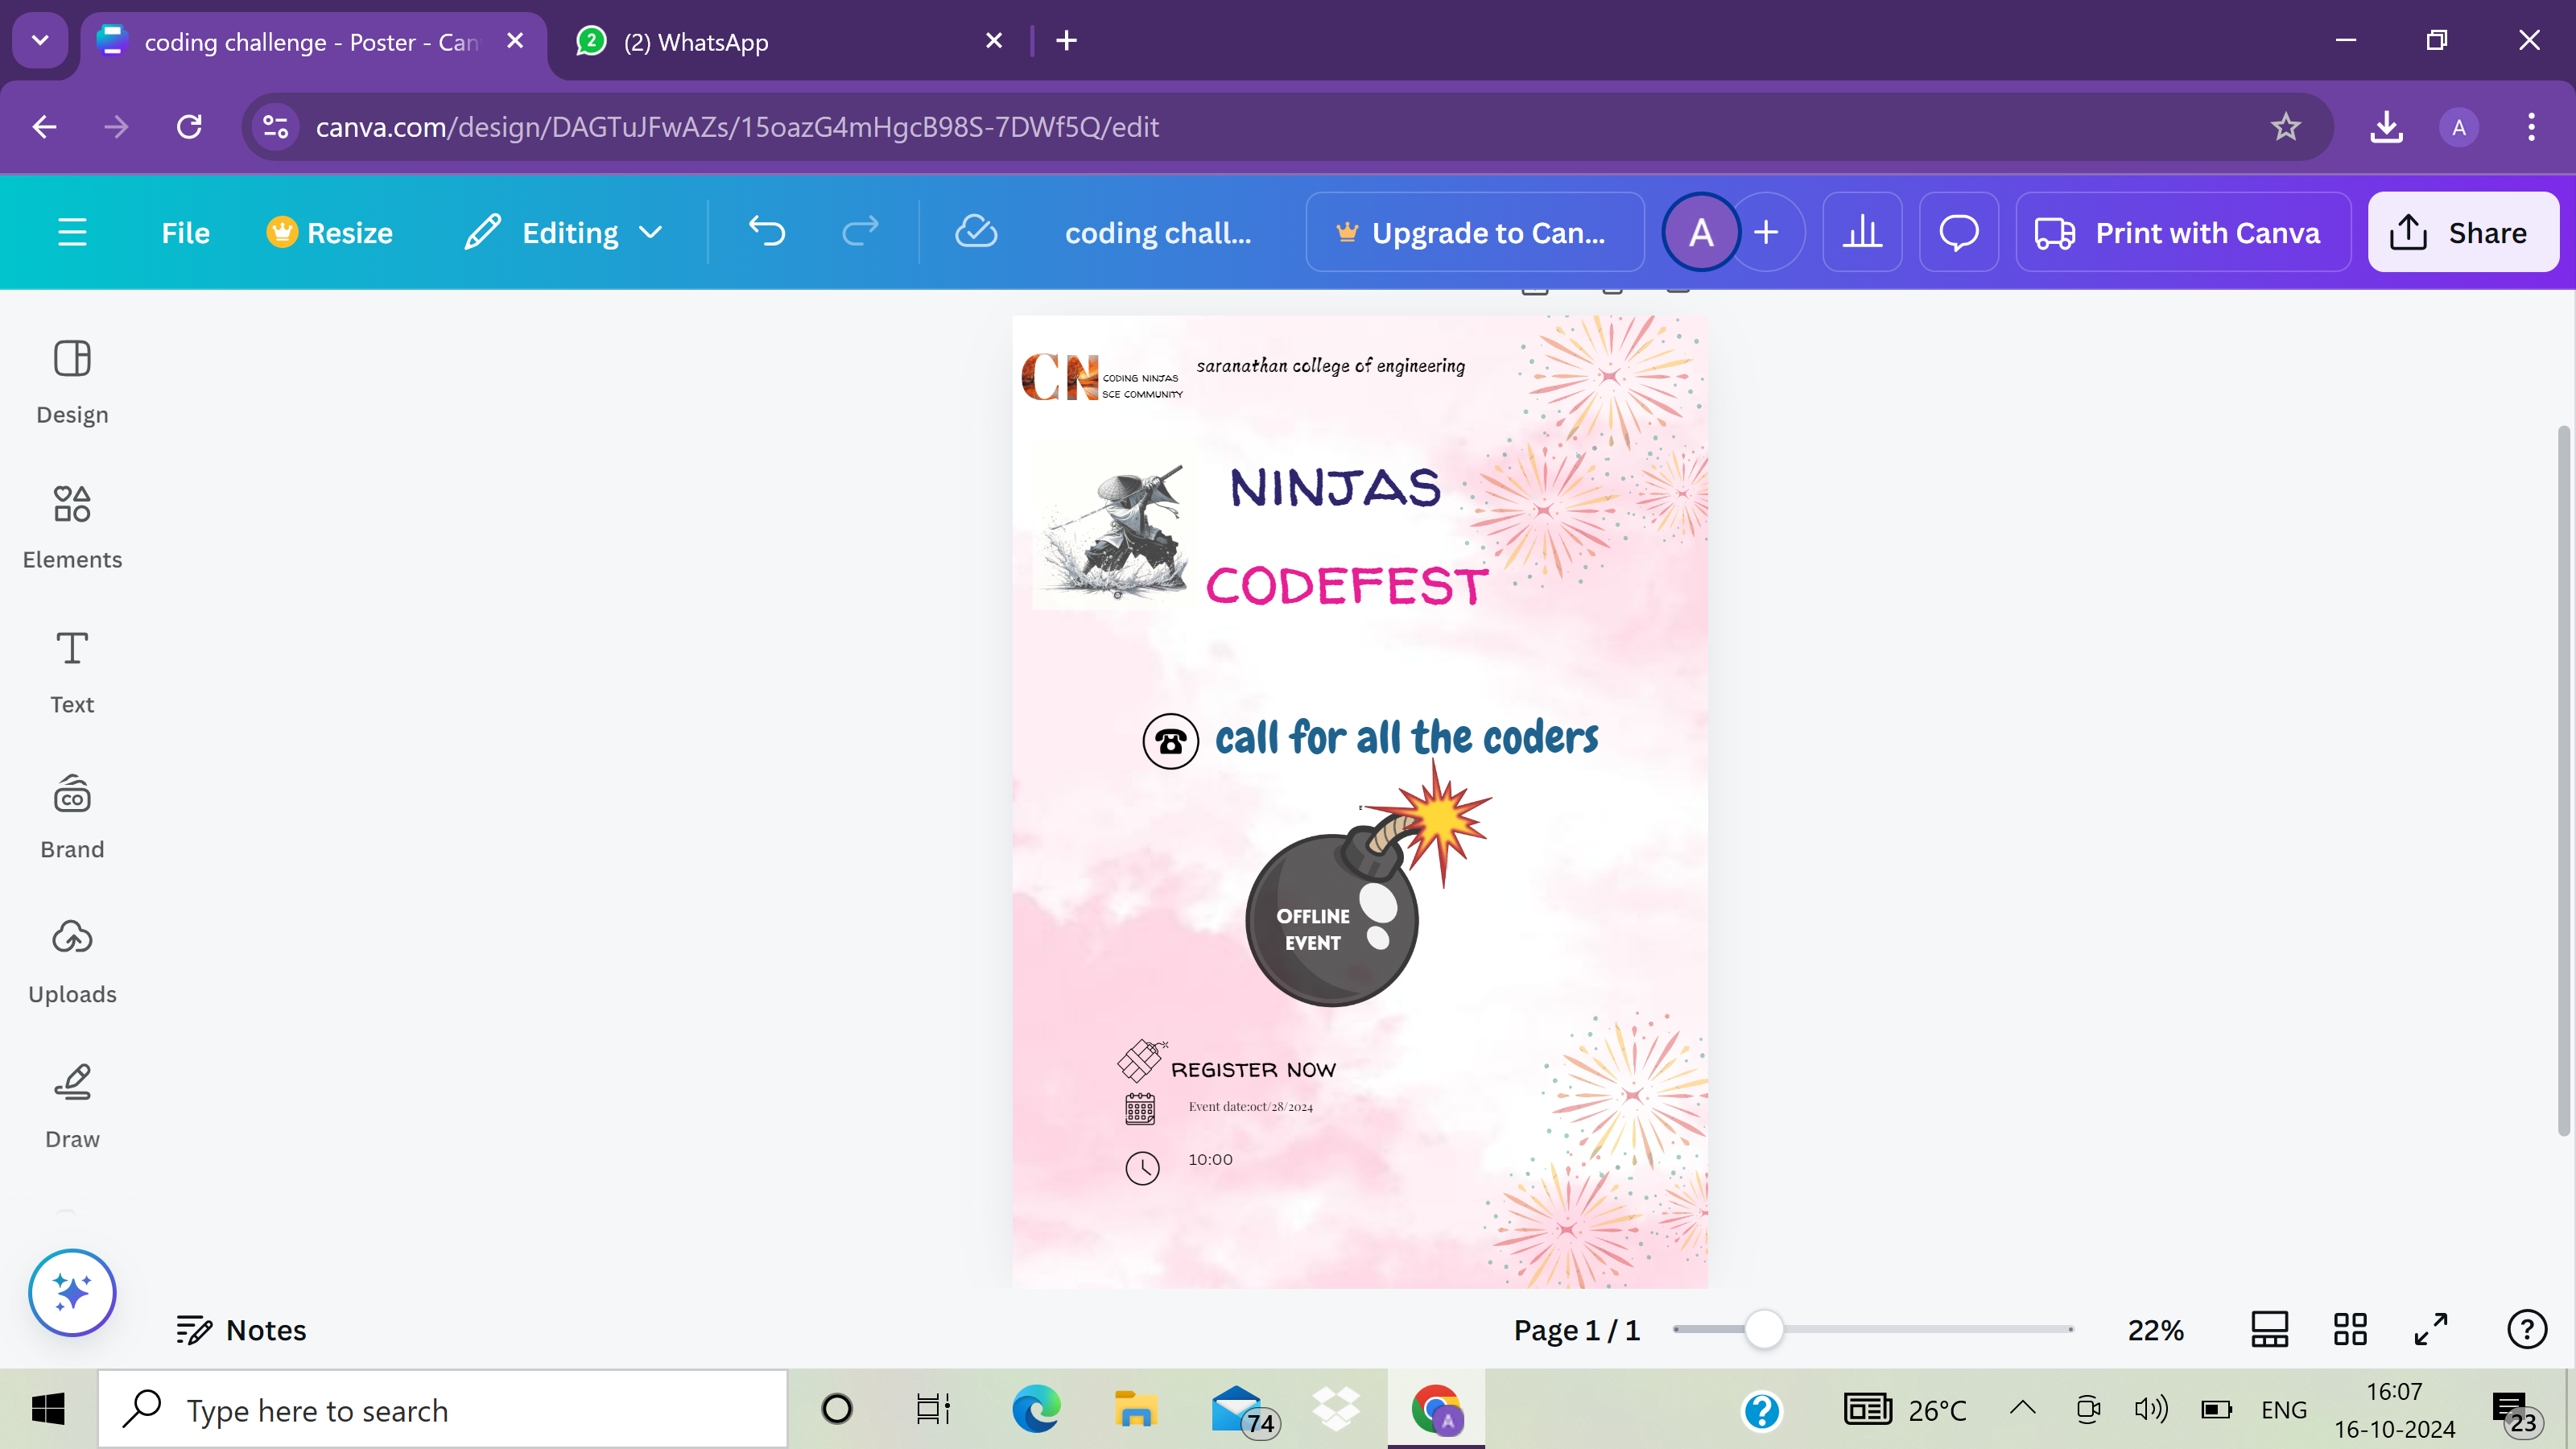 coding challenge - Poster - Can
2
(2) WhatsApp
canva.com/design/DAGTuJFwAZs/15oazG4mHgcB98S-7DWf5Q/edit
A
File
Resize
Editing
coding chall...
Upgrade to Can...
A
Print with Canva
Share
Design
Elements
Text
CO
Brand
Uploads
Draw
CN
CODING NINJAS
SCE COMMUNITY
saranathan college of engineering
NINJAS
CODEFEST
call for all the coders
E
OFFLINE
EVENT
REGISTER NOW
Event date:oct/28/2024
10:00
Notes
Page 1 / 1
22%
?
Type here to search
74
A
?
26°C
ENG
16:07
16-10-2024
23